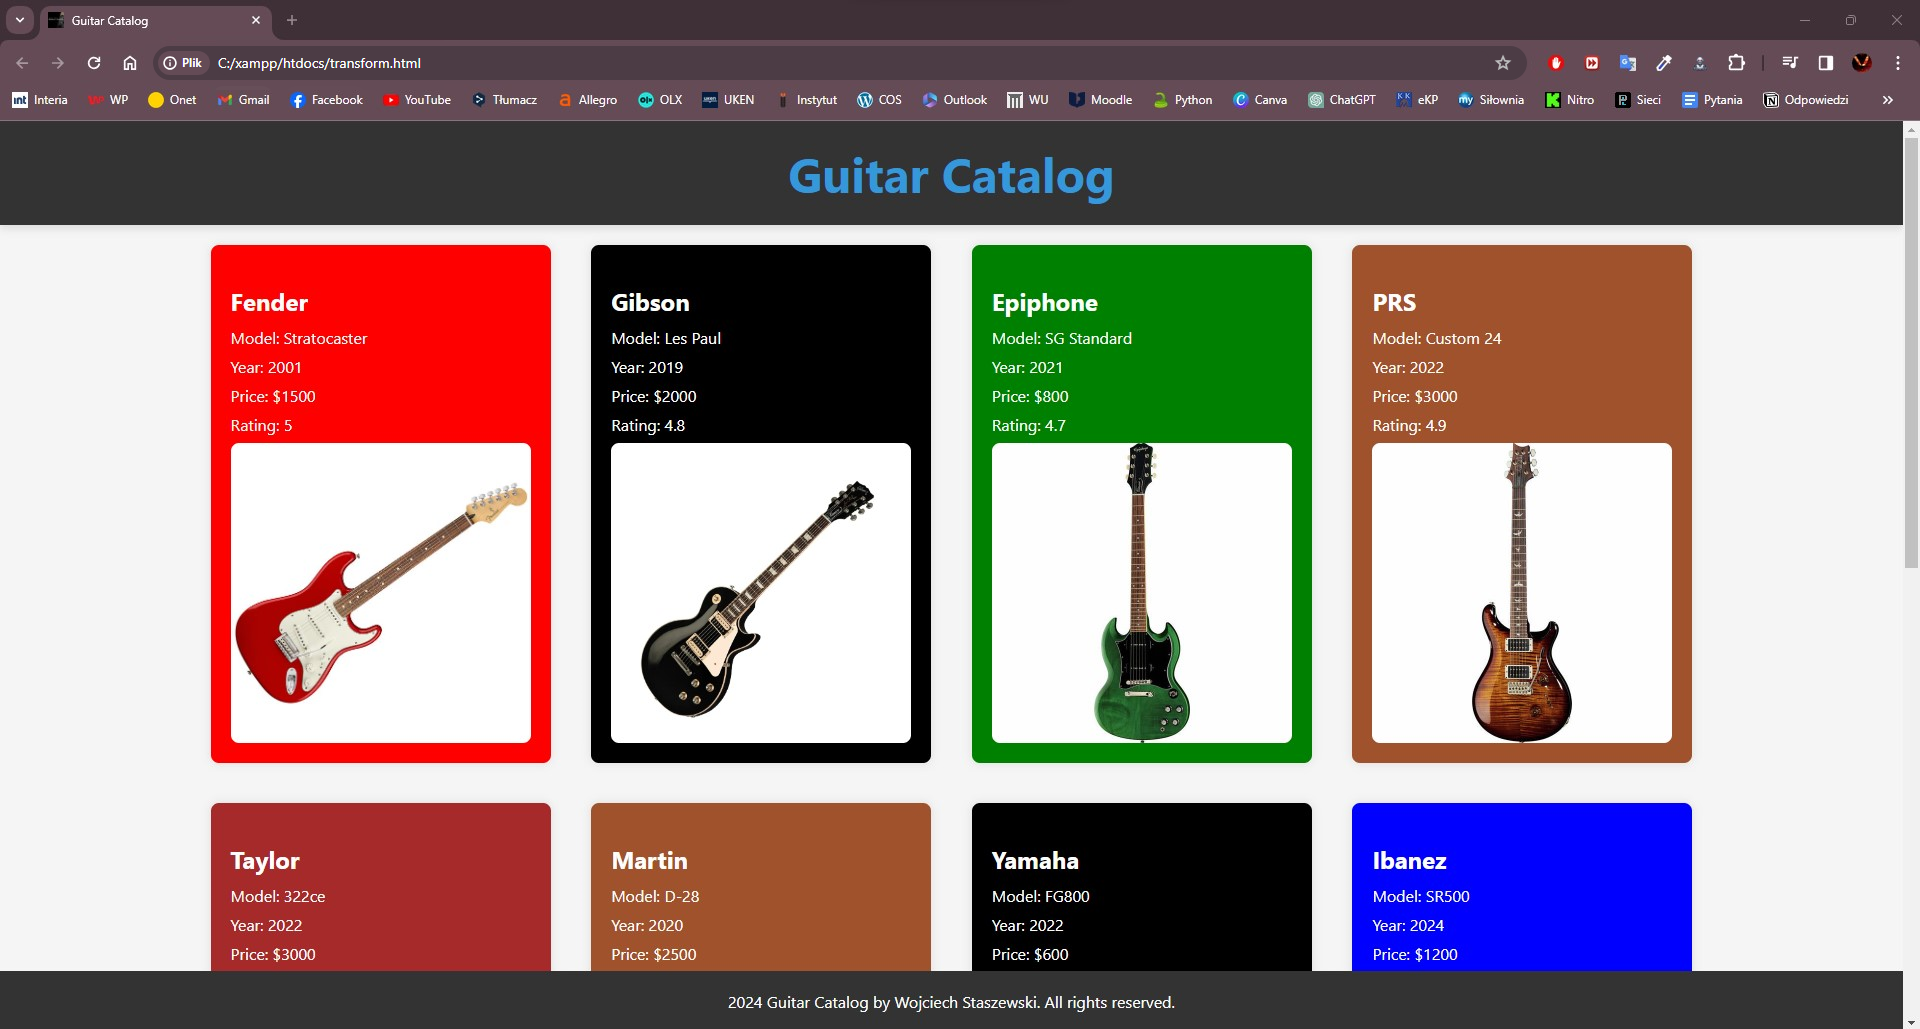 Guitar Catalog
Plik C:/xampp/htdocs/transform.html
int Interia WP Onet Gmail Facebook YouTube Tłumacz Allegro OLX UKEN Instytut COS Outlook WU Moodle Python Canva ChatGPT eKP my Siłownia Nitro Sieci Pytania Odpowiedzi
Guitar Catalog
Fender
Model: Stratocaster
Year: 2001
Price: $1500
Rating: 5
Gibson
Model: Les Paul
Year: 2019
Price: $2000
Rating: 4.8
Epiphone
Model: SG Standard
Year: 2021
Price: $800
Rating: 4.7
PRS
Model: Custom 24
Year: 2022
Price: $3000
Rating: 4.9
Taylor
Model: 322ce
Year: 2022
Price: $3000
Martin
Model: D-28
Year: 2020
Price: $2500
Yamaha
Model: FG800
Year: 2022
Price: $600
Ibanez
Model: SR500
Year: 2024
Price: $1200
2024 Guitar Catalog by Wojciech Staszewski. All rights reserved.